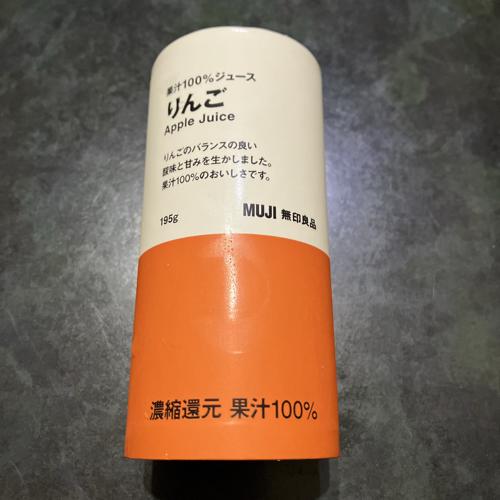 果汁100%ジュース
りんご
Apple Juice
りんごのバランスの良い
酸味と甘みを生かしました。
果汁100%のおいしさです。
195g
MUJI 無印良品
濃縮還元 果汁100%